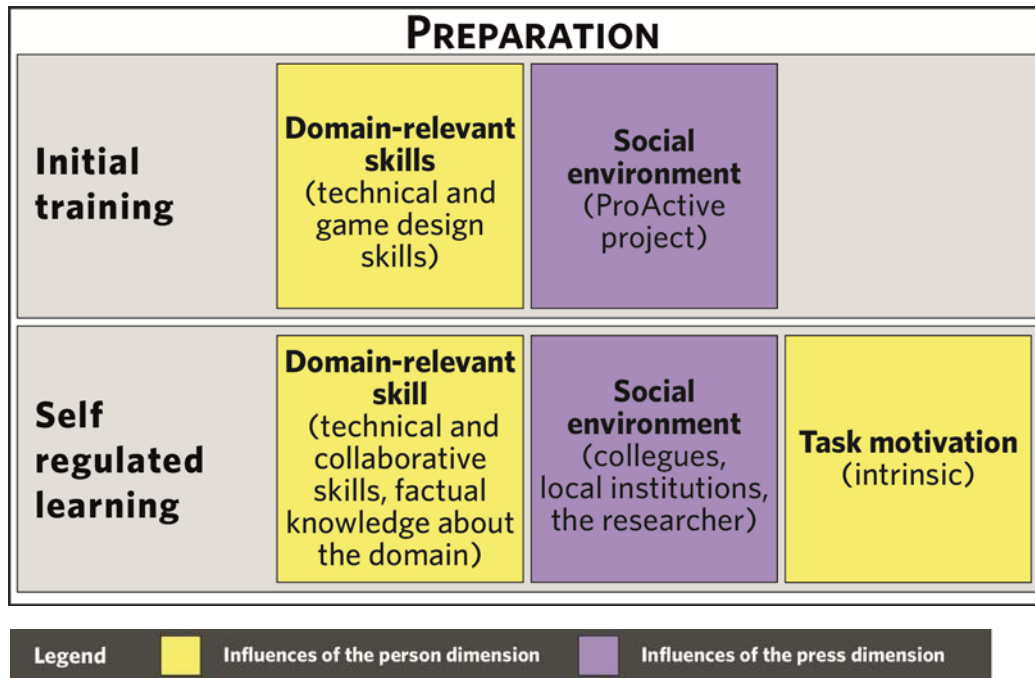 PREPARATION
Initial
training
Domain-relevant
skills
(technical and
game design
skills)
Social
environment
(ProActive
project)
Self
regulated
learning
Domain-relevant
skill
(technical and
collaborative
skills, factual
knowledge about
the domain)
Social
environment
(collegues,
local institutions,
the researcher)
Task motivation
(intrinsic)
Legend
Influences of the person dimension
Influences of the press dimension